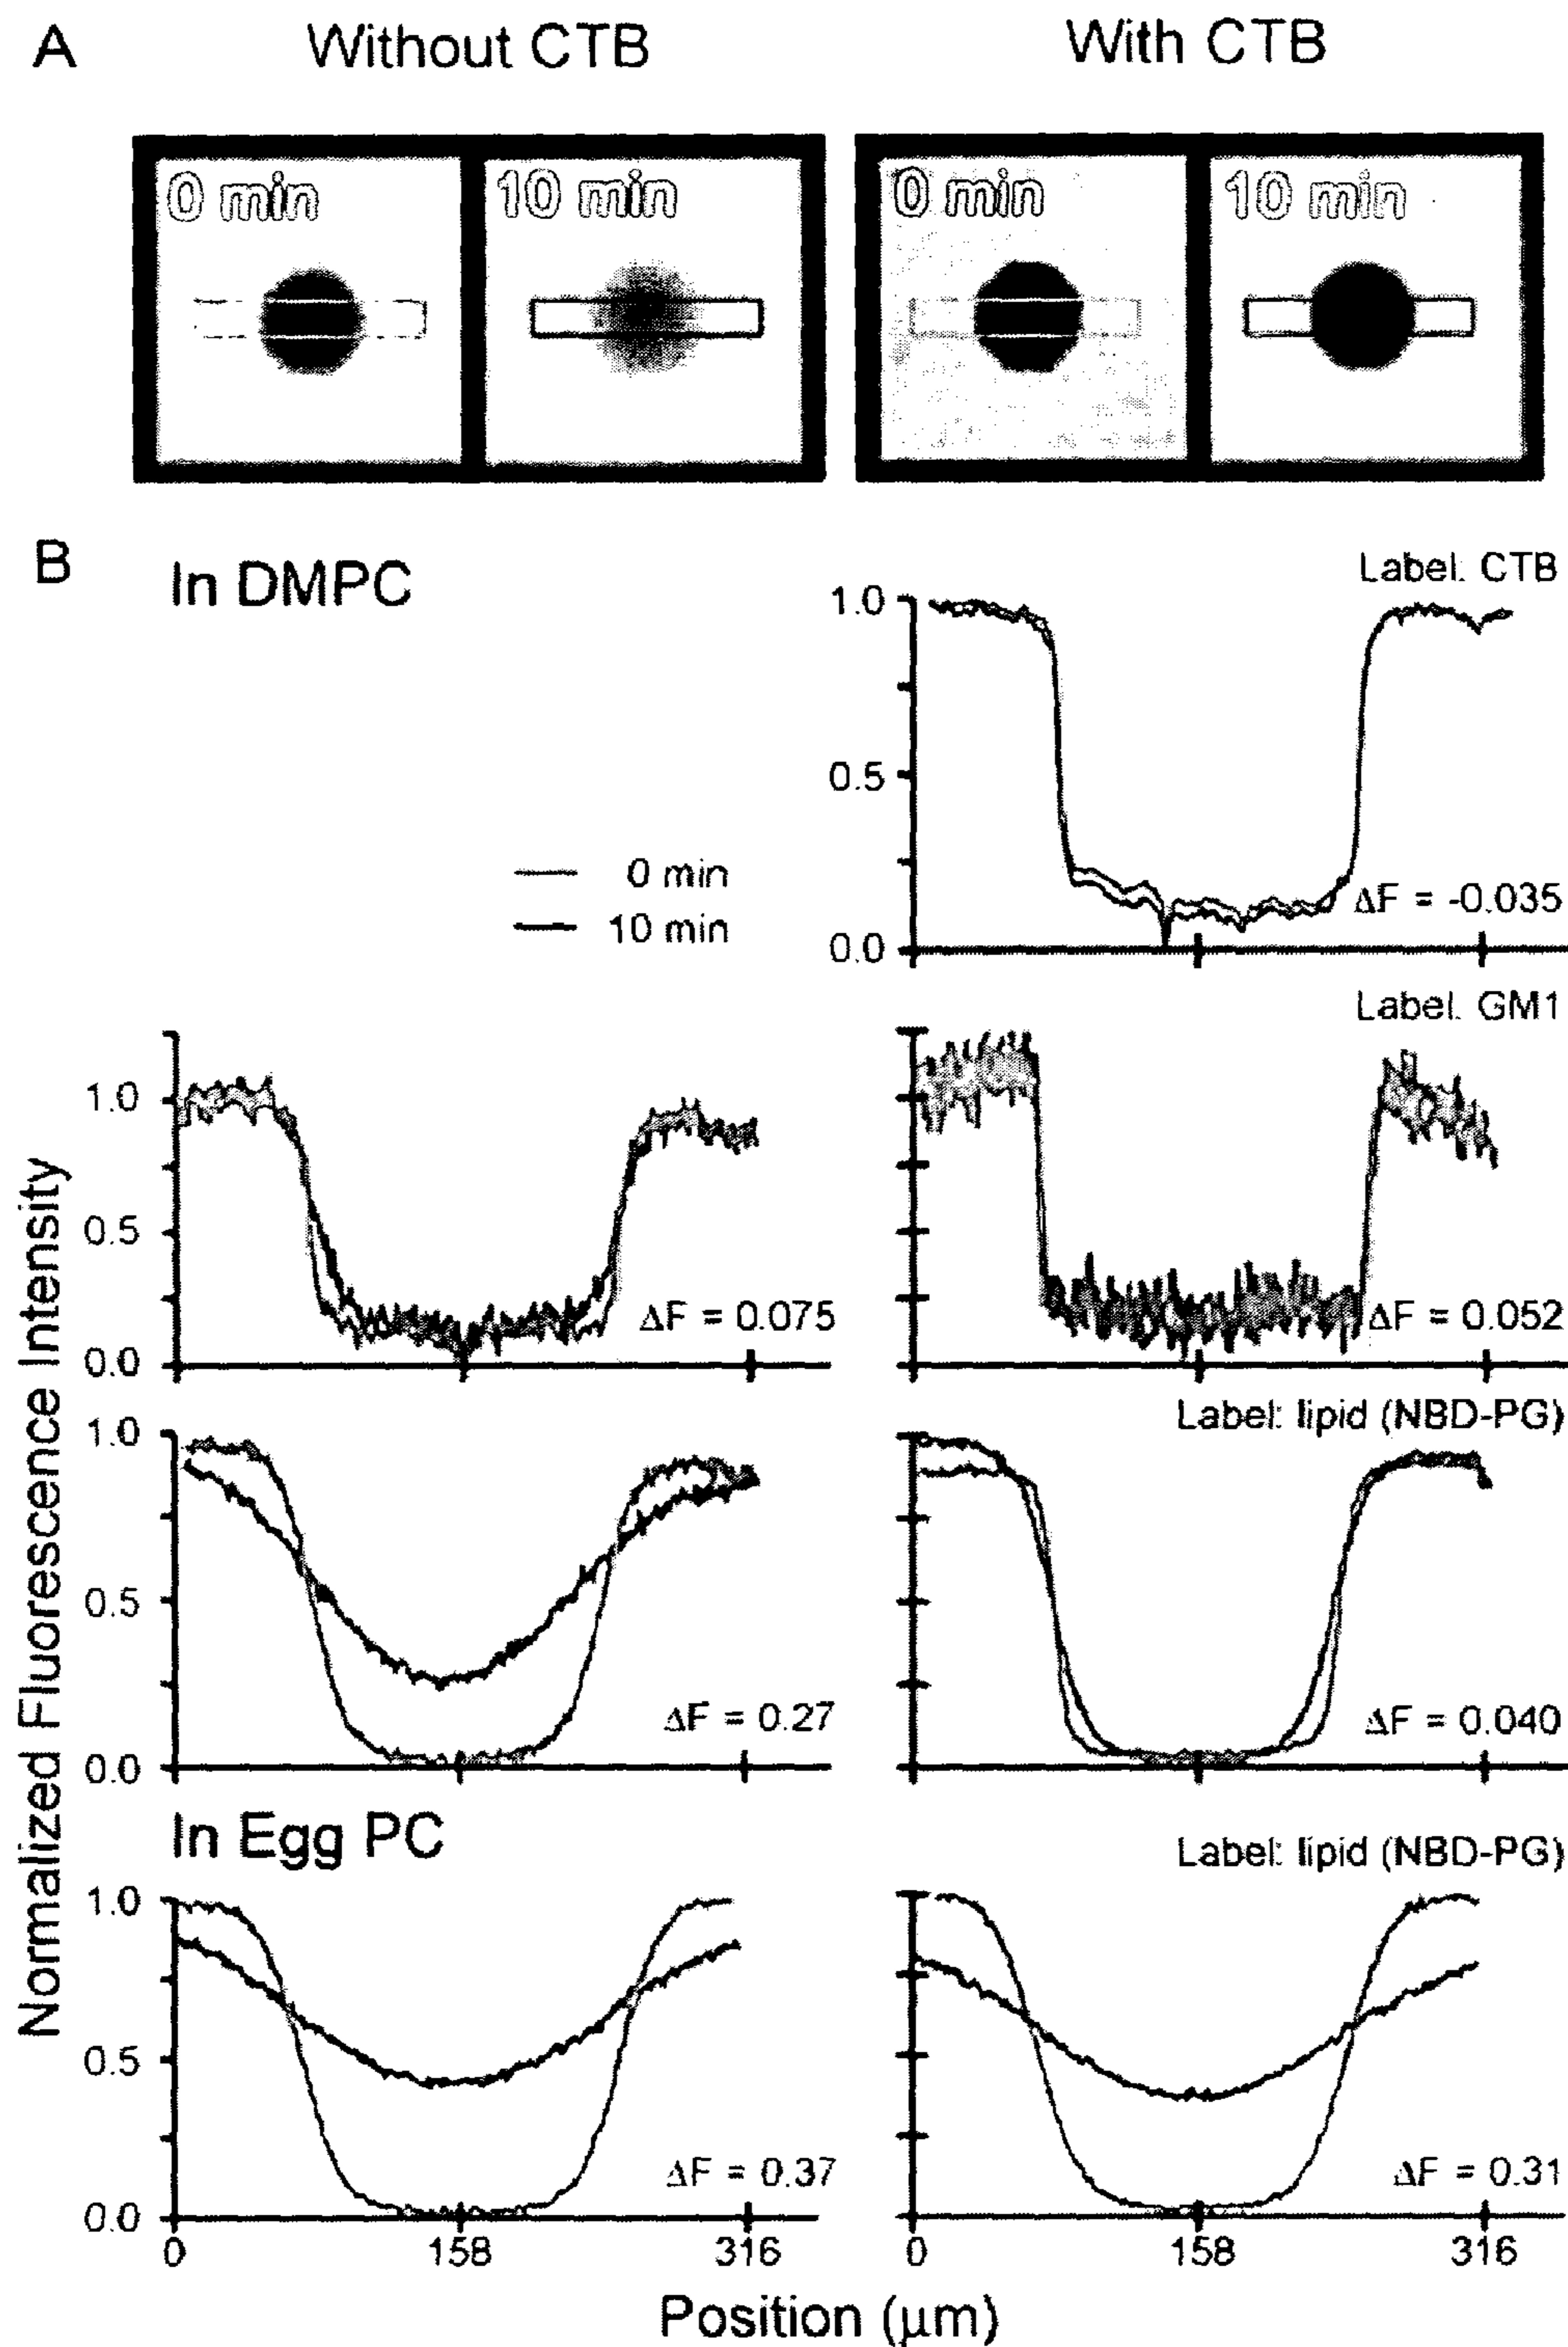 A
Without CTB
With CTB
0 min
10 min
0 min
10 min
B
In DMPC
Label: CTB
1.0
0.5
0.0
ΔF = -0.035
0 min
10 min
Label: GM1
1.0
0.5
0.0
ΔF = 0.075
ΔF = 0.052
Label: lipid (NBD-PG)
1.0
0.5
0.0
ΔF = 0.27
ΔF = 0.040
In Egg PC
Label: lipid (NBD-PG)
1.0
0.5
0.0
ΔF = 0.37
ΔF = 0.31
0
158
316
0
158
316
Normalized Fluorescence Intensity
Position (μm)